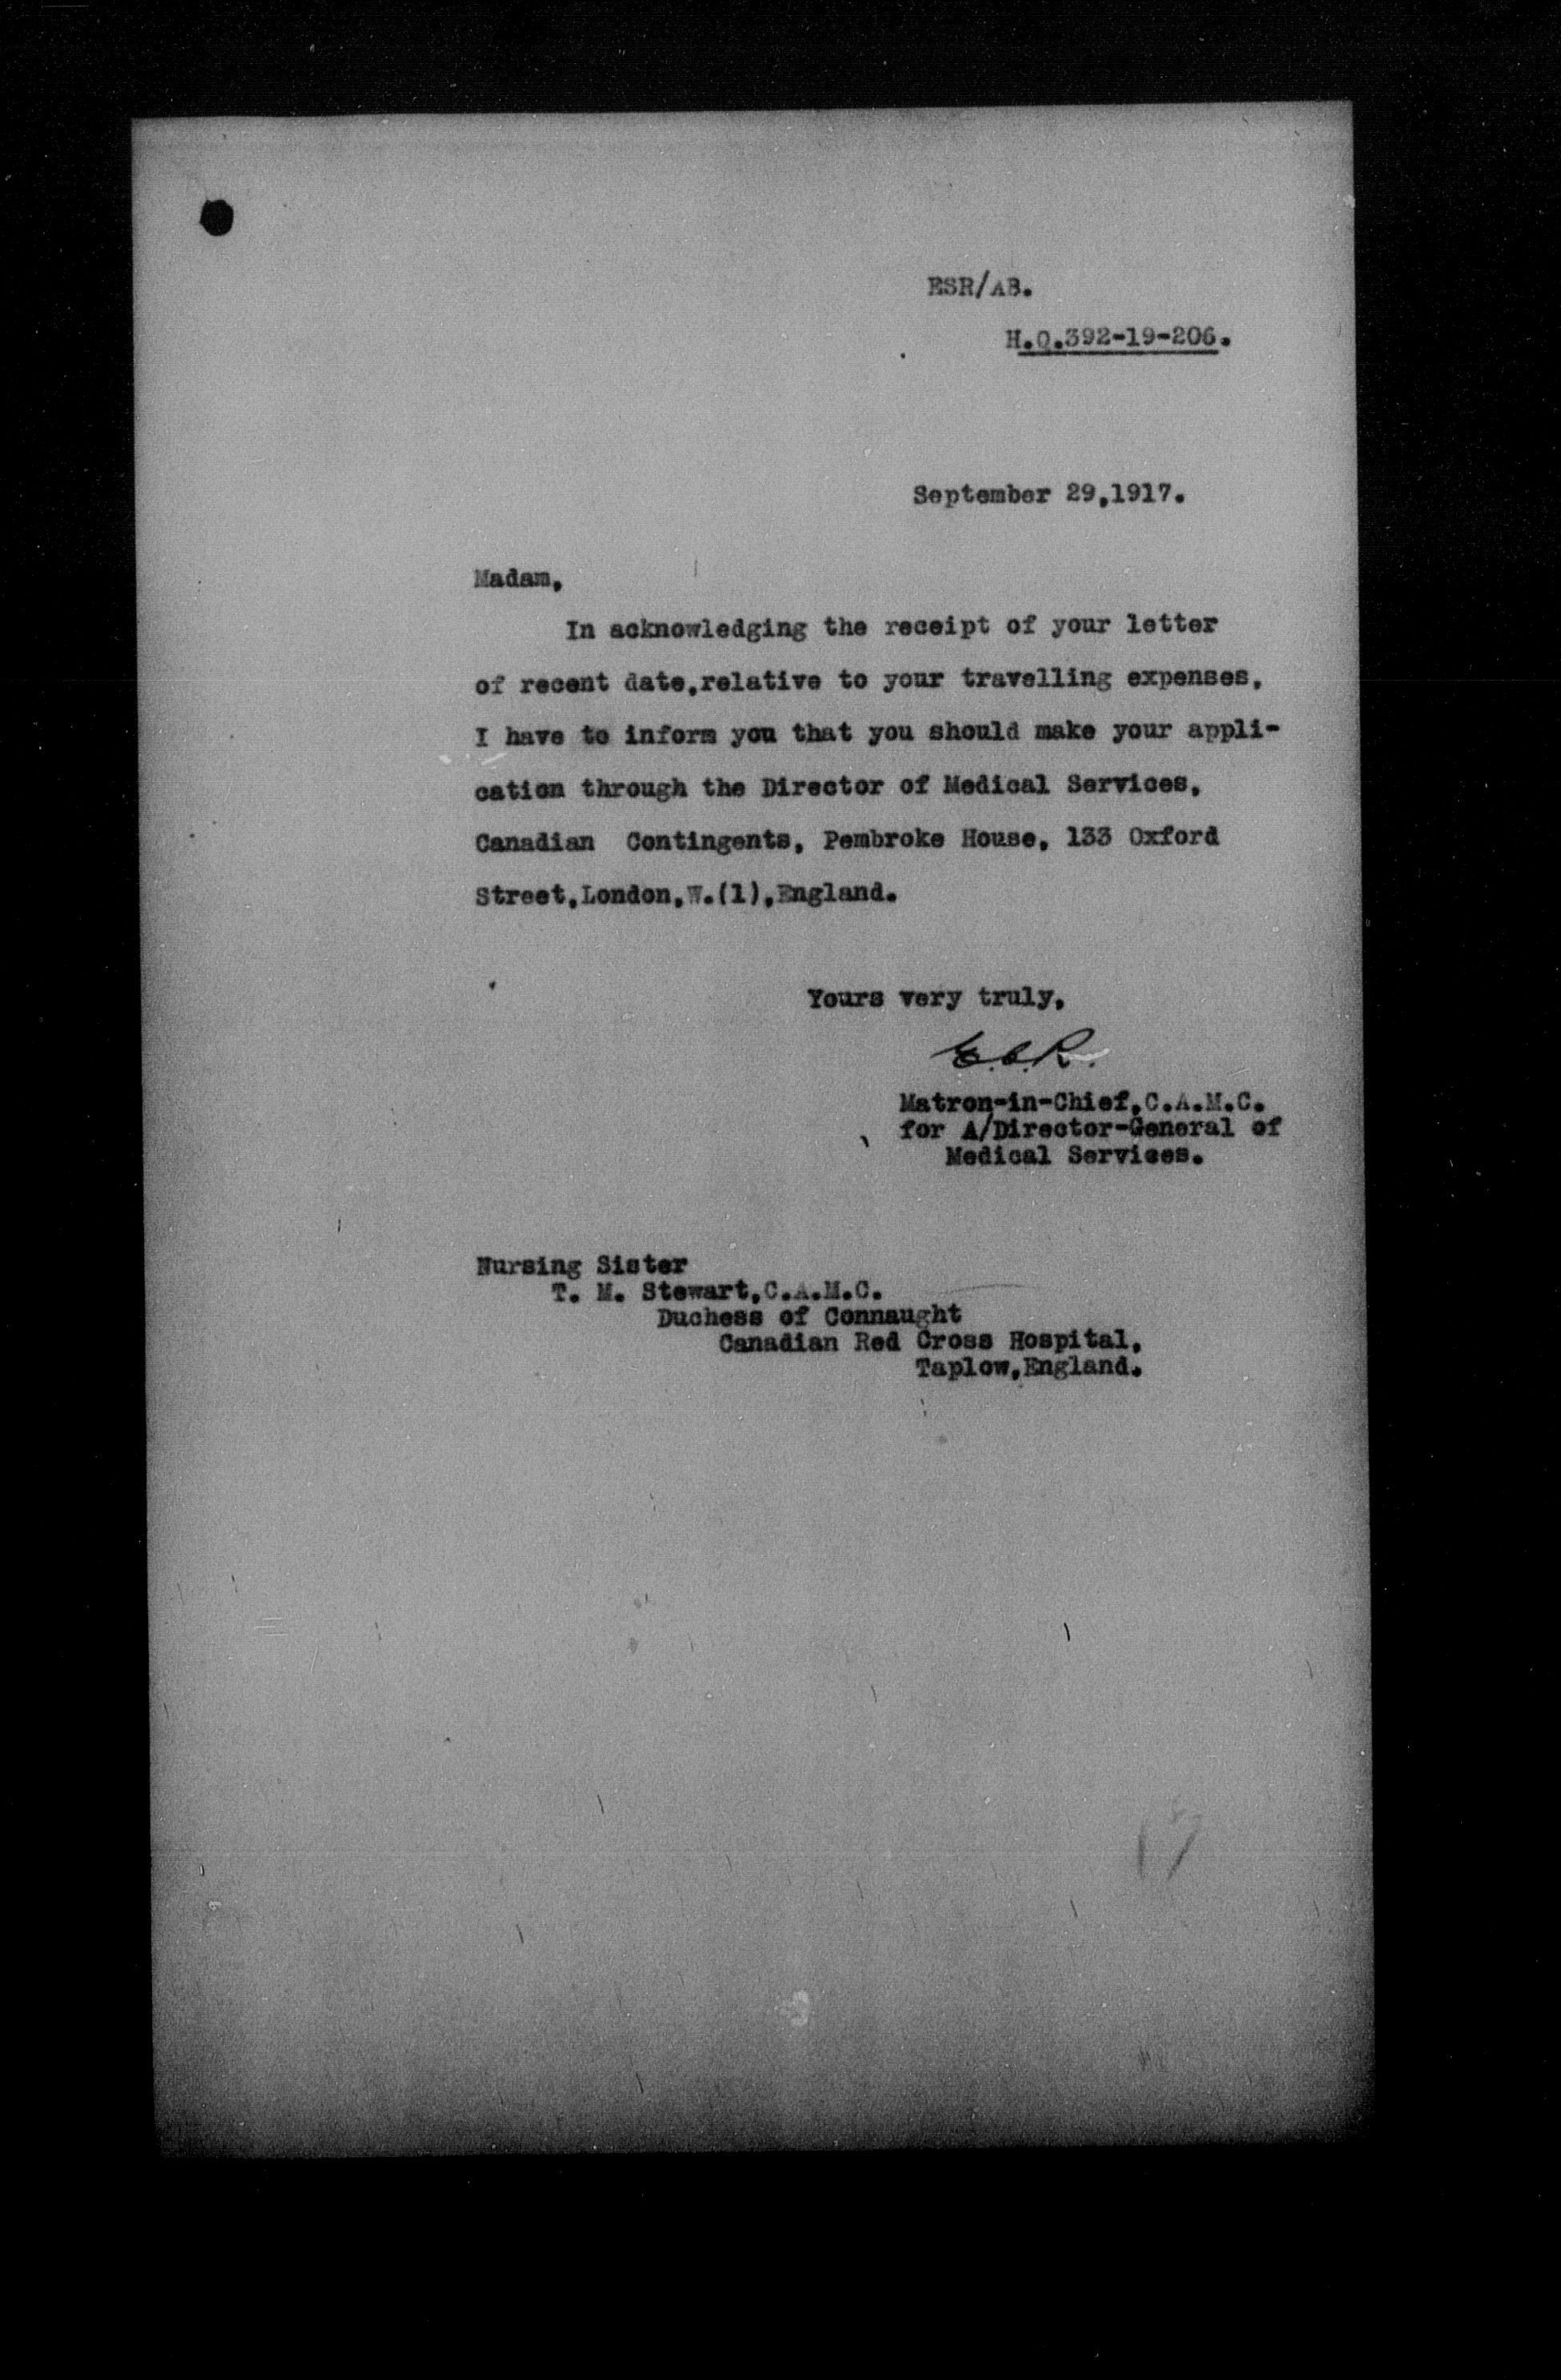 ESR/AB.
H.Q.392-19-206.
September 29,1917.
Madam,
In acknowledging the receipt of your letter
of recent date,relative to your travelling expenses,
I have to inform you that you should make your appli-
cation through the Director of Medical Services,
Canadian Contingents, Pembroke House, 133 Oxford
Street,London,W.(1),England.
Yours very truly,
E.S.R.
Matron-in-Chief,C.A.M.C.
for A/Director-General of
Medical Services.
Nursing Sister
T. M. Stewart,C.A.M.C.
Duchess of Connaught
Canadian Red Cross Hospital,
Taplow,England.
17